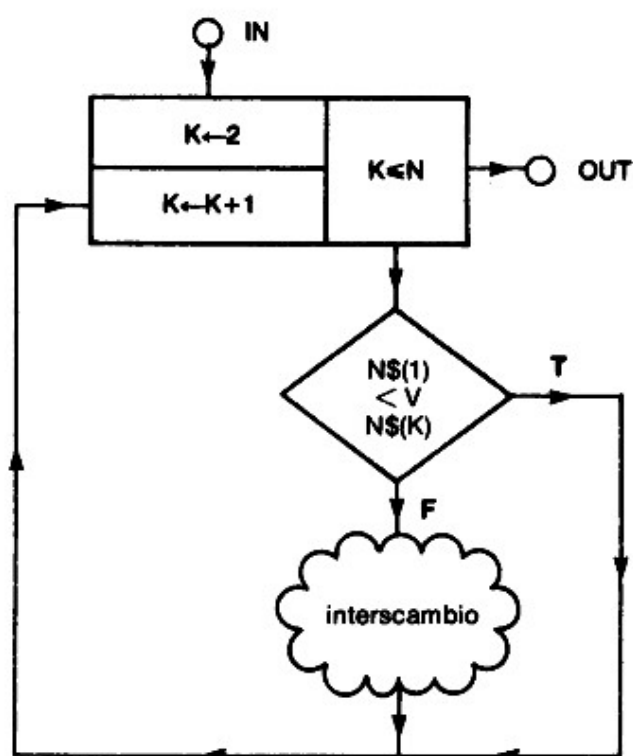 IN
K←2
K≤N
OUT
K←K+1
N$(1)
< V
N$(K)
T
F
interscambio